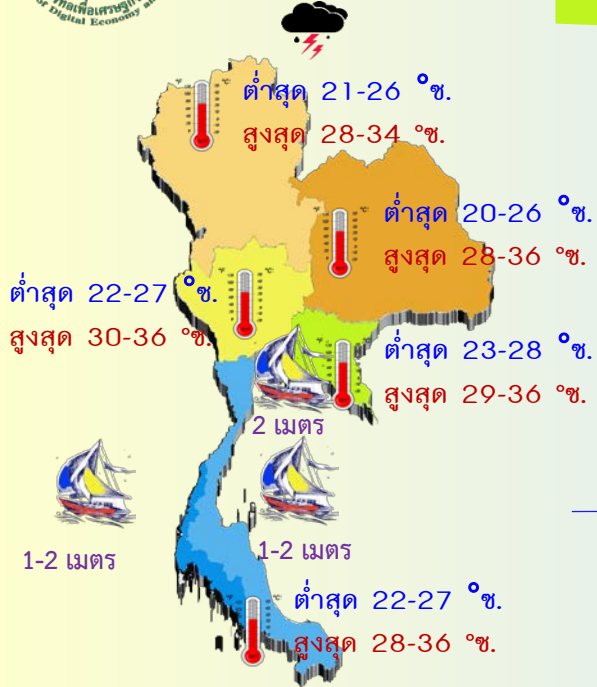 of Digital Economy and
ต่ำสุด 21-26 °ซ.
สูงสุด 28-34 °ซ.
ต่ำสุด 20-26 °ซ.
สูงสุด 28-36 °ซ.
ต่ำสุด 22-27 °ซ.
สูงสุด 30-36 °ซ.
ต่ำสุด 23-28 °ซ.
สูงสุด 29-36 °ซ.
2 เมตร
1-2 เมตร
1-2 เมตร
ต่ำสุด 22-27 °ซ.
สูงสุด 28-36 °ซ.